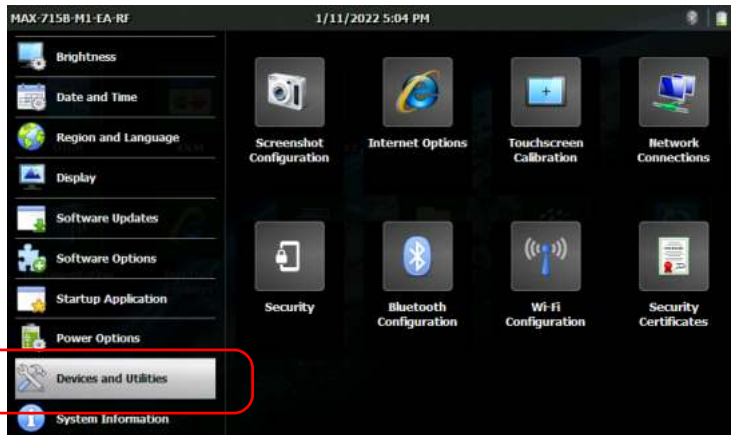 MAX-715B-M1-EA-RF
1/11/2022 5:04 PM
Brightness
Date and Time
Region and Language
Display
Software Updates
Software Options
Startup Application
Power Options
Devices and Utilities
System Information
Screenshot
Configuration
Internet Options
Touchscreen
Calibration
Network
Connections
Security
Bluetooth
Configuration
Wi-Fi
Configuration
Security
Certificates